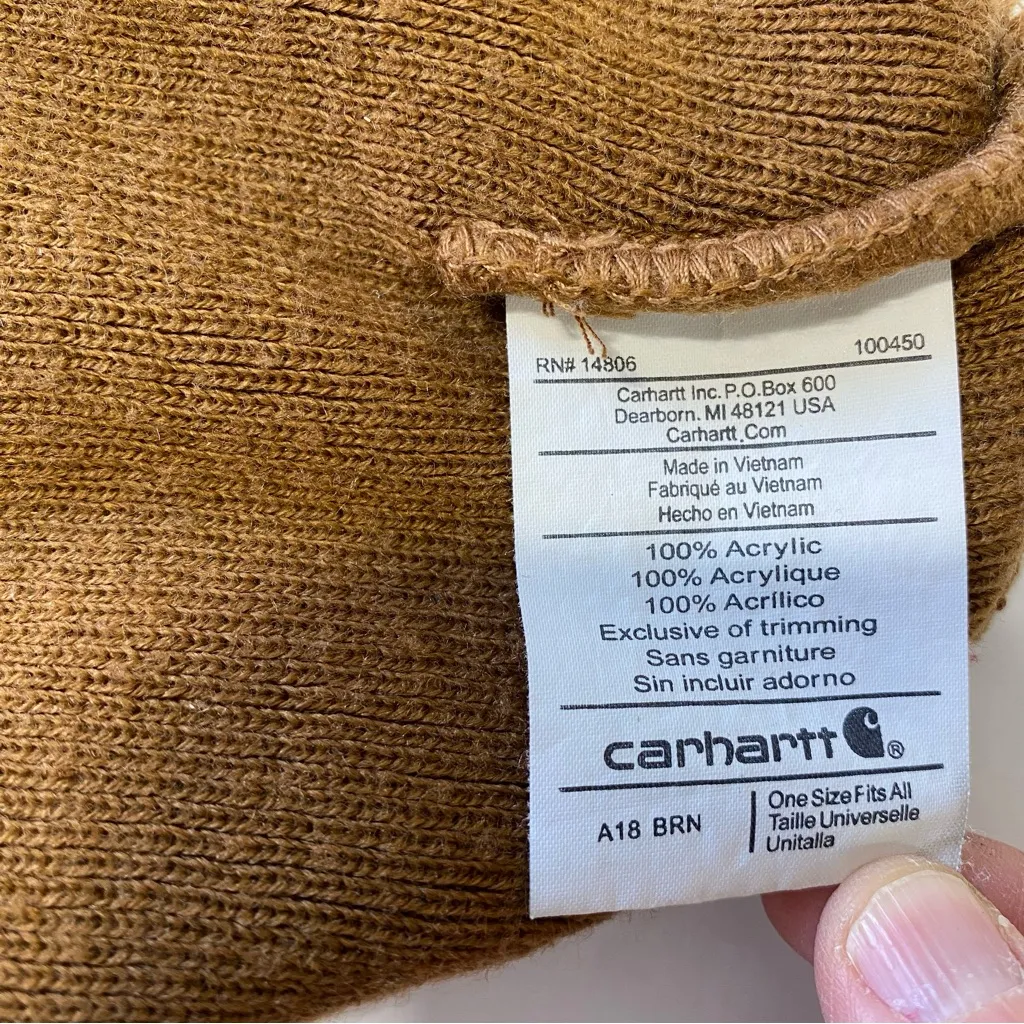 RN# 14806 100450
Carhartt Inc. P.O.Box 600
Dearborn. MI 48121 USA
Carhartt.Com
Made in Vietnam
Fabriqué au Vietnam
Hecho en Vietnam
100% Acrylic
100% Acrylique
100% Acrílico
Exclusive of trimming
Sans garniture
Sin incluir adorno
carhartt ®
A18 BRN
One Size Fits All
Taille Universelle
Unitalla